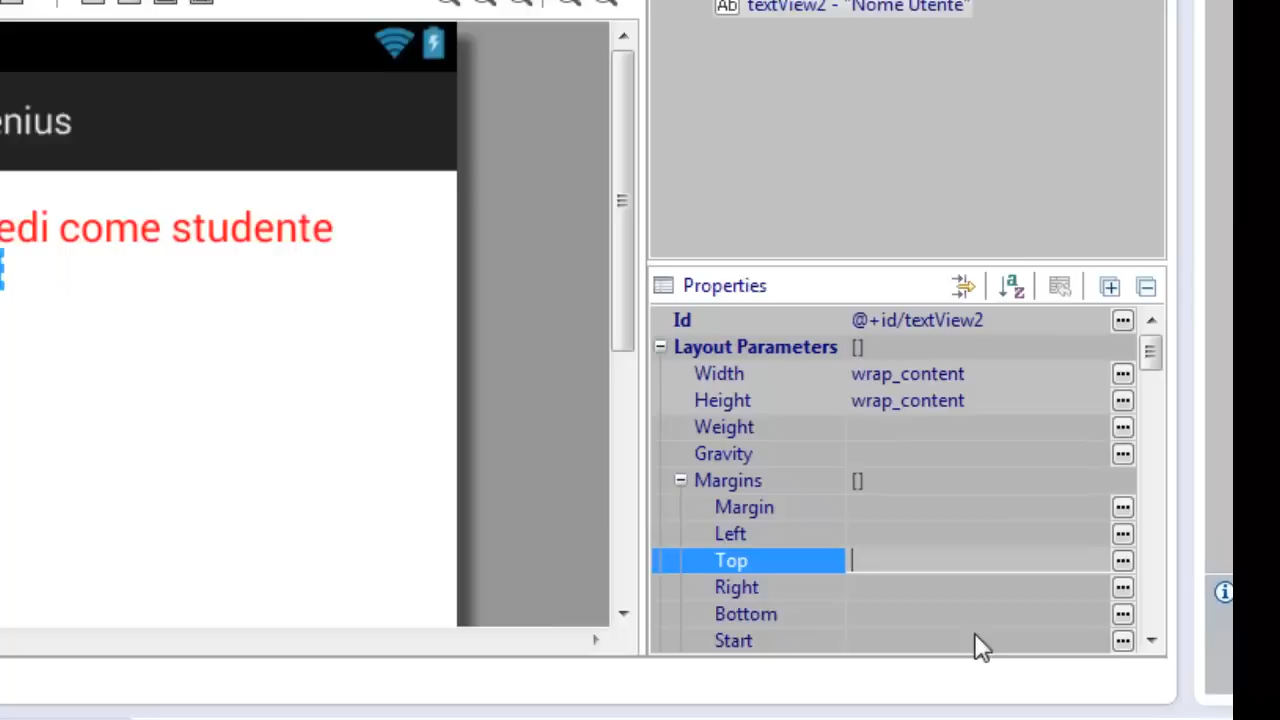 Ab textView2 - "Nome Utente"
enius
edi come studente
:
Properties
Id @+id/textView2
Layout Parameters []
Width wrap_content
Height wrap_content
Weight
Gravity
Margins []
Margin
Left
Top
Right
Bottom
Start